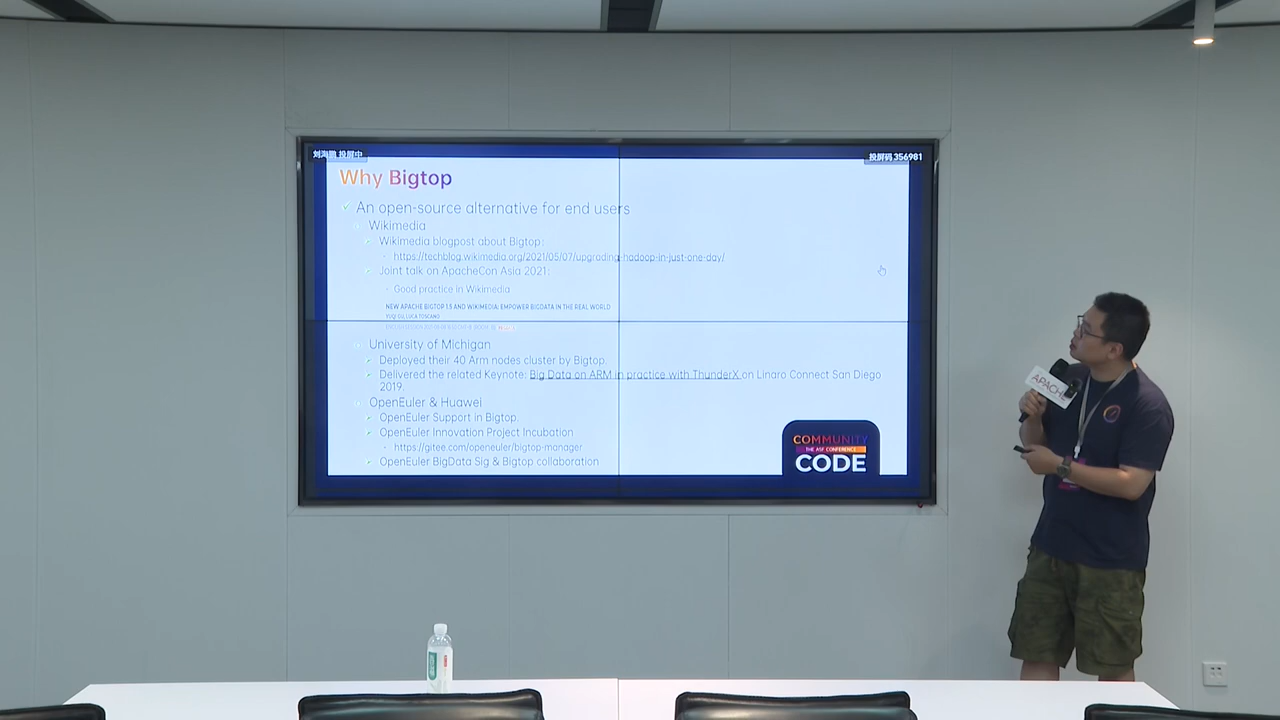 刘海鹏 投屏中
投屏码 356981
Why Bigtop
An open-source alternative for end users
Wikimedia
Wikimedia blogpost about Bigtop:
https://techblog.wikimedia.org/2021/05/07/upgrading-hadoop-in-just-one-day/
Joint talk on ApacheCon Asia 2021:
Good practice in Wikimedia
NEW APACHE BIGTOP 1.5 AND WIKIMEDIA: EMPOWER BIGDATA IN THE REAL WORLD
YUQI GU, LUCA TOSCANO
University of Michigan
Deployed their 40 Arm nodes cluster by Bigtop.
Delivered the related Keynote: Big Data on ARM in practice with ThunderX on Linaro Connect San Diego
2019.
OpenEuler & Huawei
OpenEuler Support in Bigtop.
OpenEuler Innovation Project Incubation
https://gitee.com/openeuler/bigtop-manager
OpenEuler BigData Sig & Bigtop collaboration
COMMUNITY
THE ASF CONFERENCE
CODE
APACHE